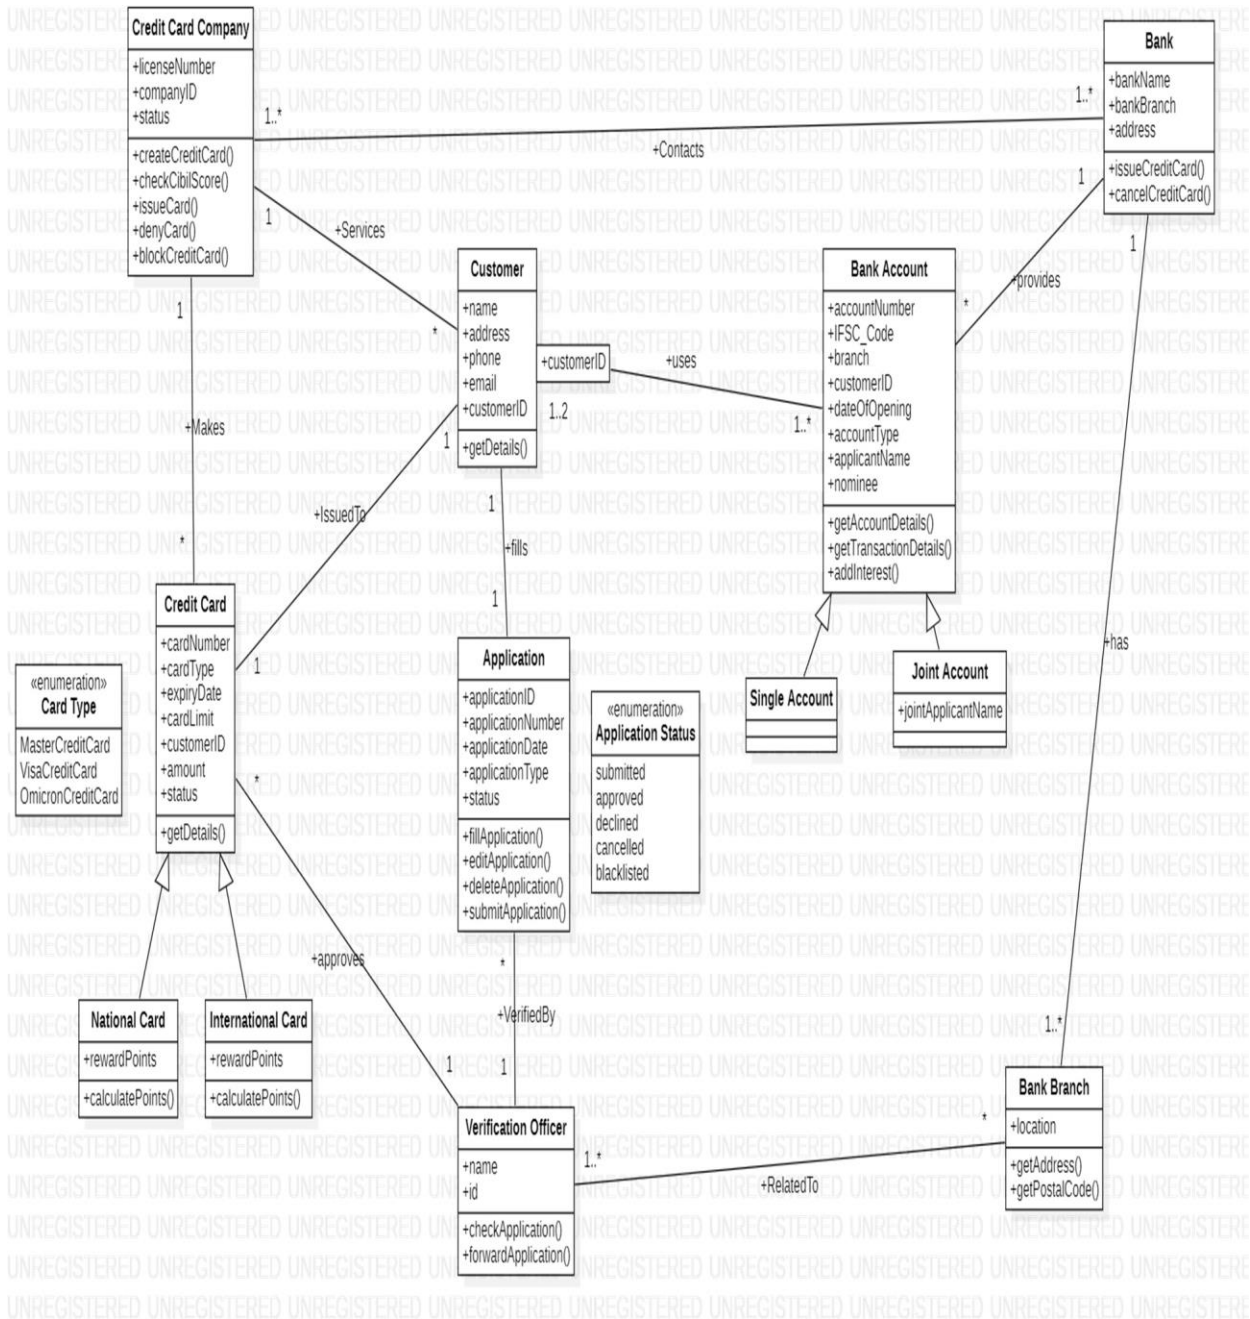 Credit Card Company
+licenseNumber
+companyID
+status
+createCreditCard()
+checkCibilScore()
+issueCard()
+denyCard()
+blockCreditCard()
1..*
+Contacts
1..*
Bank
+bankName
+bankBranch
+address
+issueCreditCard()
+cancelCreditCard()
1
+Services
*
1
+provides
*
1
+has
1..*
Customer
+name
+address
+phone
+email
+customerID
+getDetails()
+customerID
1..2
+uses
1..*
Bank Account
+accountNumber
+IFSC_Code
+branch
+customerID
+dateOfOpening
+accountType
+applicantName
+nominee
+getAccountDetails()
+getTransactionDetails()
+addInterest()
1
+Makes
*
1
+IssuedTo
1
1
+fills
1
Credit Card
+cardNumber
+cardType
+expiryDate
+cardLimit
+customerID
+amount
+status
+getDetails()
«enumeration»
Card Type
MasterCreditCard
VisaCreditCard
OmicronCreditCard
Application
+applicationID
+applicationNumber
+applicationDate
+applicationType
+status
+fillApplication()
+editApplication()
+deleteApplication()
+submitApplication()
«enumeration»
Application Status
submitted
approved
declined
cancelled
blacklisted
Single Account
Joint Account
+jointApplicantName
*
+approves
1
*
+VerifiedBy
1
National Card
+rewardPoints
+calculatePoints()
International Card
+rewardPoints
+calculatePoints()
Verification Officer
+name
+id
+checkApplication()
+forwardApplication()
1..*
+RelatedTo
*
Bank Branch
+location
+getAddress()
+getPostalCode()
UNREGISTERED